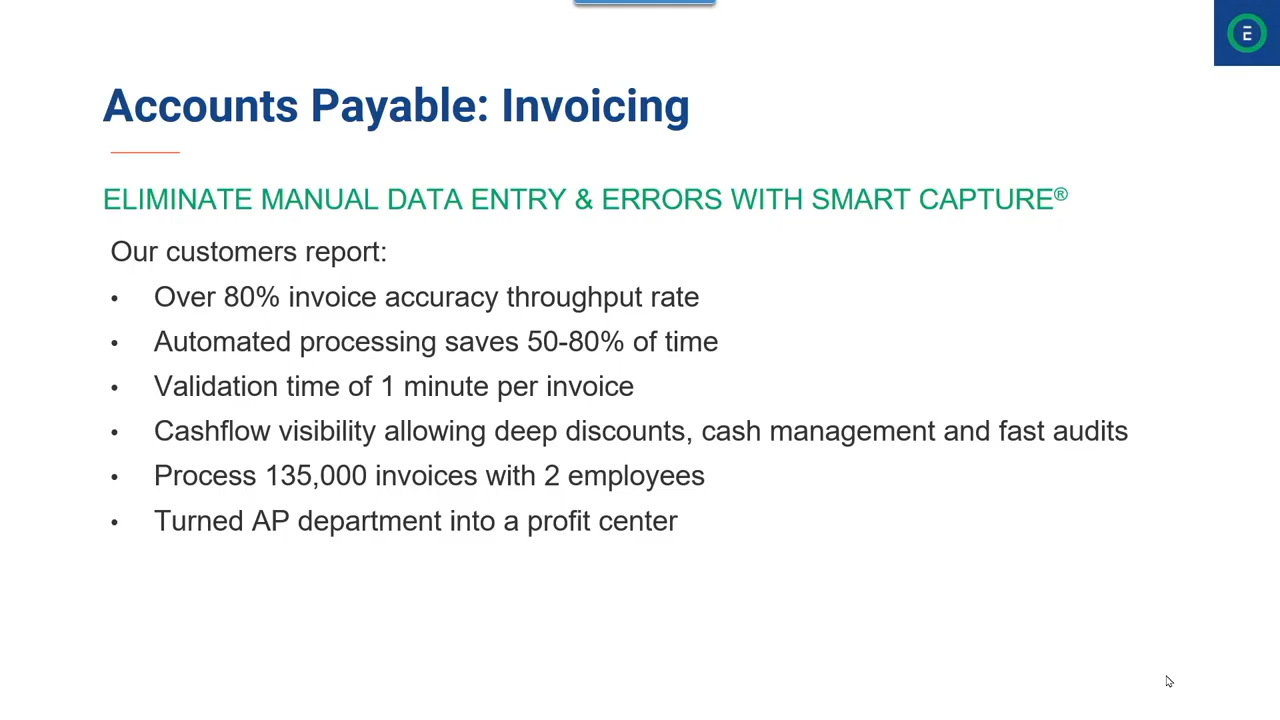 E
Accounts Payable: Invoicing
ELIMINATE MANUAL DATA ENTRY & ERRORS WITH SMART CAPTURE®
Our customers report:
• Over 80% invoice accuracy throughput rate
• Automated processing saves 50-80% of time
• Validation time of 1 minute per invoice
• Cashflow visibility allowing deep discounts, cash management and fast audits
• Process 135,000 invoices with 2 employees
• Turned AP department into a profit center